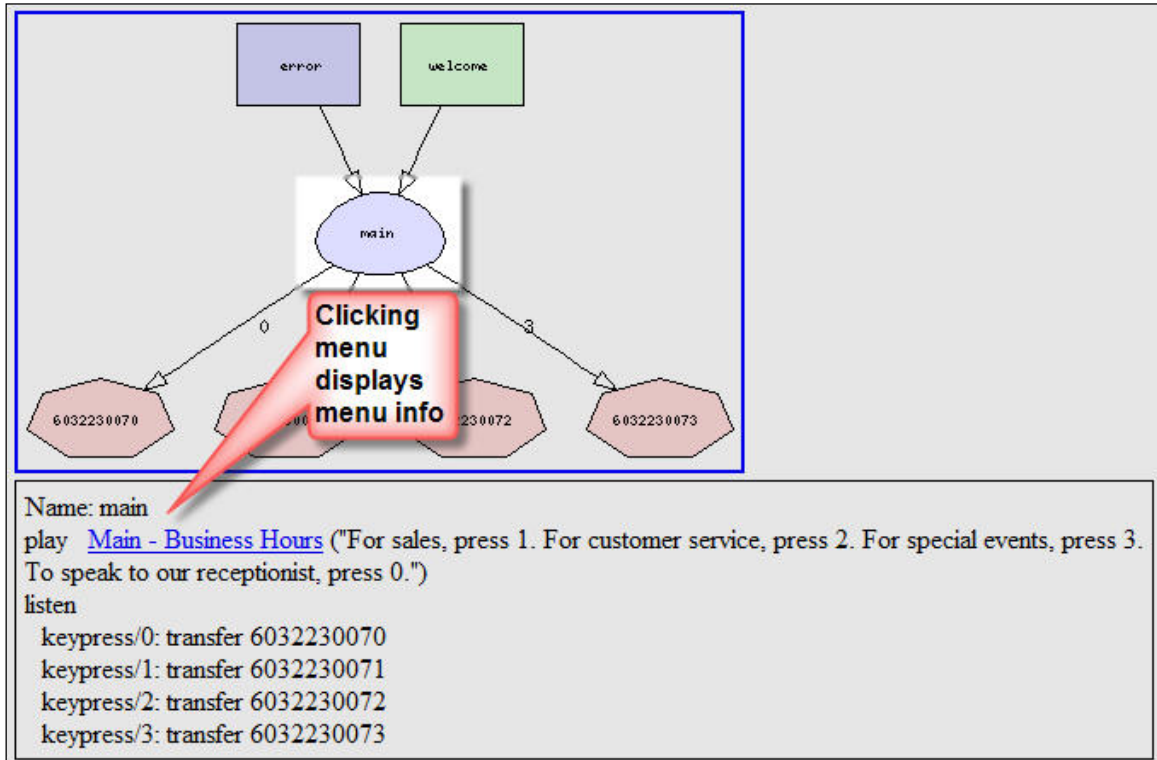 error
welcome
main
0
3
Clicking
menu
displays
menu info
6032230070
230072
6032230073
Name: main
play Main - Business Hours ("For sales, press 1. For customer service, press 2. For special events, press 3.
To speak to our receptionist, press 0.")
listen
keypress/0: transfer 6032230070
keypress/1: transfer 6032230071
keypress/2: transfer 6032230072
keypress/3: transfer 6032230073